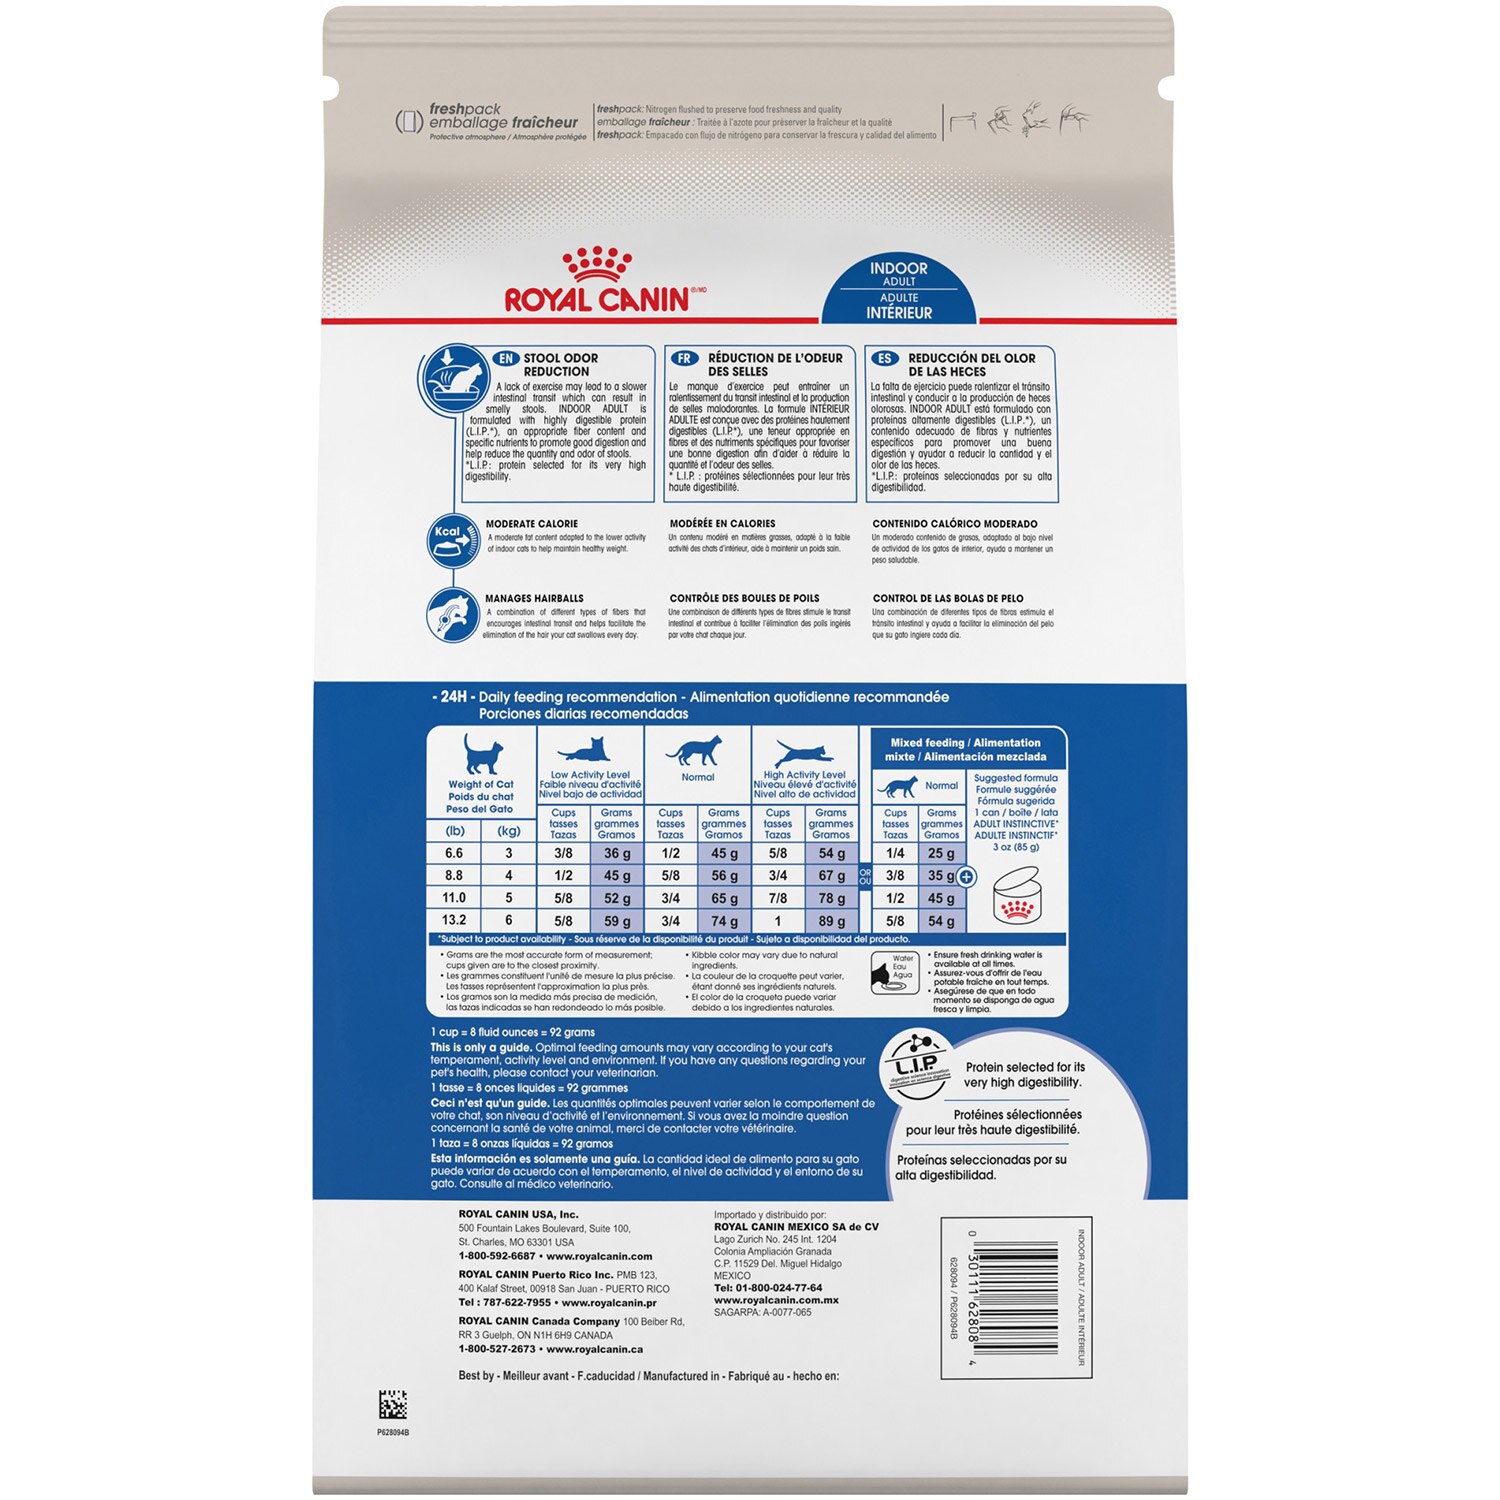 freshpack
emballage fraîcheur
Protective atmosphere / Atmosphère protégée
freshpack: Nitrogen flushed to preserve food freshness and quality
emballage fraîcheur : Traitée à l'azote pour préserver la fraîcheur et la qualité
freshpack: Empacado con flujo de nitrógeno para conservar la frescura y calidad del alimento
ROYAL CANIN®/MD
INDOOR
ADULT
ADULTE
INTÉRIEUR
EN STOOL ODOR
REDUCTION
A lack of exercise may lead to a slower
intestinal transit which can result in
smelly stools. INDOOR ADULT is
formulated with highly digestible protein
(L.I.P.*), an appropriate fiber content and
specific nutrients to promote good digestion and
help reduce the quantity and odor of stools.
*L.I.P.: protein selected for its very high
digestibility.
FR RÉDUCTION DE L'ODEUR
DES SELLES
Le manque d'exercice peut entraîner un
ralentissement du transit intestinal et la production
de selles malodorantes. La formule INTÉRIEUR
ADULTE est conçue avec des protéines hautement
digestibles (L.I.P.*), une teneur appropriée en
fibres et des nutriments spécifiques pour favoriser
une bonne digestion afin d'aider à réduire la
quantité et l'odeur des selles.
* L.I.P. : protéines sélectionnées pour leur très
haute digestibilité.
ES REDUCCIÓN DEL OLOR
DE LAS HECES
La falta de ejercicio puede ralentizar el tránsito
intestinal y conducir a la producción de heces
olorosas. INDOOR ADULT está formulado con
proteínas altamente digestibles (L.I.P.*), un
contenido adecuado de fibras y nutrientes
específicos para promover una buena
digestión y ayudar a reducir la cantidad y el
olor de las heces.
*L.I.P.: proteínas seleccionadas por su alta
digestibilidad.
Kcal
MODERATE CALORIE
A moderate fat content adapted to the lower activity
of indoor cats to help maintain healthy weight.
MODÉRÉE EN CALORIES
Un contenu modéré en matières grasses, adapté à la faible
activité des chats d'intérieur, aide à maintenir un poids sain.
CONTENIDO CALÓRICO MODERADO
Un moderado contenido de grasas, adaptado al bajo nivel
de actividad de los gatos de interior, ayuda a mantener un
peso saludable.
MANAGES HAIRBALLS
A combination of different types of fibers that
encourages intestinal transit and helps facilitate the
elimination of the hair your cat swallows every day.
CONTRÔLE DES BOULES DE POILS
Une combinaison de différents types de fibres stimule le transit
intestinal et contribue à faciliter l'élimination des poils ingérés
par votre chat chaque jour.
CONTROL DE LAS BOLAS DE PELO
Una combinación de diferentes tipos de fibras estimula el
tránsito intestinal y ayuda a facilitar la eliminación del pelo
que su gato ingiere cada día.
- 24H - Daily feeding recommendation - Alimentation quotidienne recommandée
Porciones diarias recomendadas
Weight of Cat
Poids du chat
Peso del Gato
Low Activity Level
Faible niveau d'activité
Nivel bajo de actividad
Normal
High Activity Level
Niveau élevé d'activité
Nivel alto de actividad
Mixed feeding / Alimentation
mixte / Alimentación mezclada
Normal
Suggested formula
Formule suggérée
Fórmula sugerida
1 can / boîte / lata
ADULT INSTINCTIVE*
ADULTE INSTINCTIF*
3 oz (85 g)
(lb) (kg) Cups Grams Cups Grams Cups Grams Cups Grams
tasses grammes tasses grammes tasses grammes tasses grammes
Tazas Gramos Tazas Gramos Tazas Gramos Tazas Gramos
6.6 3 3/8 36 g 1/2 45 g 5/8 54 g 1/4 25 g
8.8 4 1/2 45 g 5/8 56 g 3/4 67 g OR OU 3/8 35 g +
11.0 5 5/8 52 g 3/4 65 g 7/8 78 g 1/2 45 g
13.2 6 5/8 59 g 3/4 74 g 1 89 g 5/8 54 g
*Subject to product availability - Sous réserve de la disponibilité du produit - Sujeto a disponibilidad del producto.
• Grams are the most accurate form of measurement;
cups given are to the closest proximity.
• Les grammes constituent l'unité de mesure la plus précise.
Les tasses représentent l'approximation la plus près.
• Los gramos son la medida más precisa de medición,
las tazas indicadas se han redondeado lo más posible.
• Kibble color may vary due to natural
ingredients.
• La couleur de la croquette peut varier,
étant donné ses ingrédients naturels.
• El color de la croqueta puede variar
debido a los ingredientes naturales.
Water
Eau
Agua
• Ensure fresh drinking water is
available at all times.
• Assurez-vous d'offrir de l'eau
potable fraîche en tout temps.
• Asegúrese de que en todo
momento se disponga de agua
fresca y limpia.
1 cup = 8 fluid ounces = 92 grams
This is only a guide. Optimal feeding amounts may vary according to your cat's
temperament, activity level and environment. If you have any questions regarding your
pet's health, please contact your veterinarian.
1 tasse = 8 onces liquides = 92 grammes
Ceci n'est qu'un guide. Les quantités optimales peuvent varier selon le comportement de
votre chat, son niveau d'activité et l'environnement. Si vous avez la moindre question
concernant la santé de votre animal, merci de contacter votre vétérinaire.
1 taza = 8 onzas líquidas = 92 gramos
Esta información es solamente una guía. La cantidad ideal de alimento para su gato
puede variar de acuerdo con el temperamento, el nivel de actividad y el entorno de su
gato. Consulte al médico veterinario.
L.I.P.
digestive science innovation
innovation en science digestive
Protein selected for its
very high digestibility.
Protéines sélectionnées
pour leur très haute digestibilité.
Proteínas seleccionadas por su
alta digestibilidad.
ROYAL CANIN USA, Inc.
500 Fountain Lakes Boulevard, Suite 100,
St. Charles, MO 63301 USA
1-800-592-6687 • www.royalcanin.com
ROYAL CANIN Puerto Rico Inc. PMB 123,
400 Kalaf Street, 00918 San Juan - PUERTO RICO
Tel : 787-622-7955 • www.royalcanin.pr
ROYAL CANIN Canada Company 100 Beiber Rd,
RR 3 Guelph, ON N1H 6H9 CANADA
1-800-527-2673 • www.royalcanin.ca
Importado y distribuido por:
ROYAL CANIN MEXICO SA de CV
Lago Zurich No. 245 Int. 1204
Colonia Ampliación Granada
C.P. 11529 Del. Miguel Hidalgo
MEXICO
Tel: 01-800-024-77-64
www.royalcanin.com.mx
SAGARPA: A-0077-065
Best by - Meilleur avant - F.caducidad / Manufactured in - Fabriqué au - hecho en:
INDOOR ADULT / ADULTE INTÉRIEUR
0 30111 62808 4
628094 / P628094B
P628094B